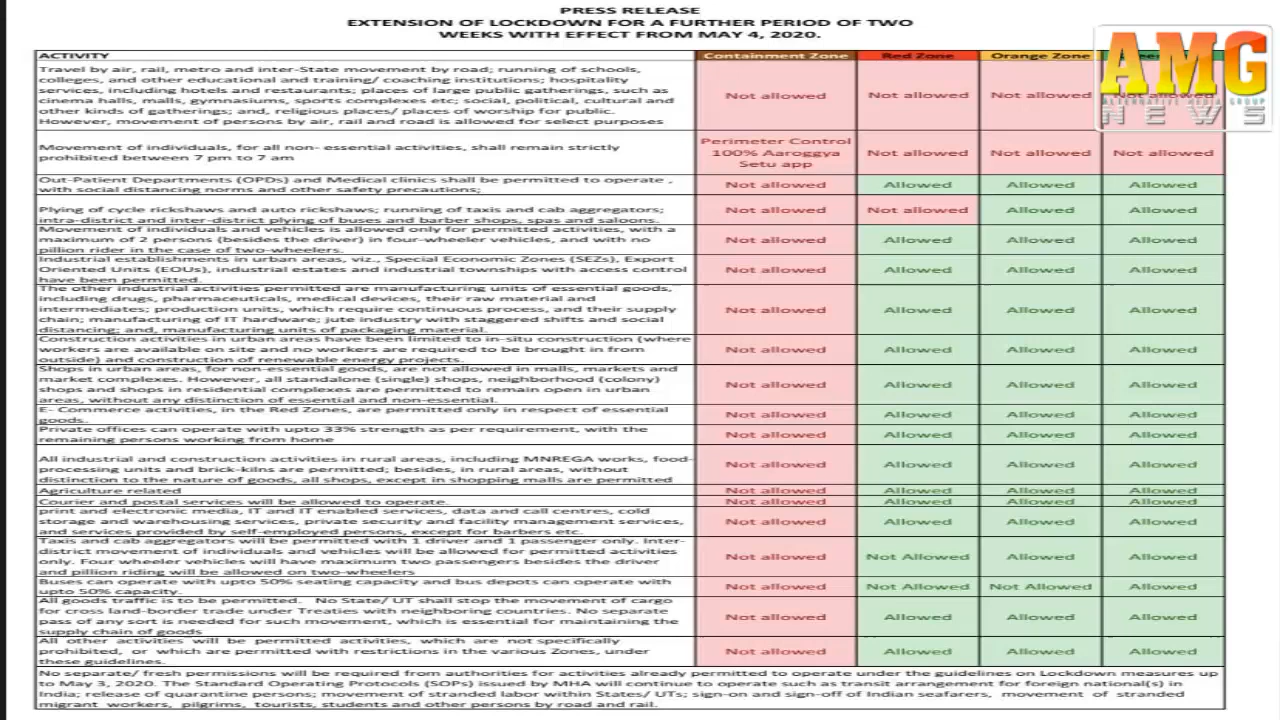 PRESS RELEASE
EXTENSION OF LOCKDOWN FOR A FURTHER PERIOD OF TWO
WEEKS WITH EFFECT FROM MAY 4, 2020.
AMG
ALTERNATIVE MEDIA GROUP
NEWS
ACTIVITY Containment Zone Red Zone Orange Zone
Travel by air, rail, metro and inter-State movement by road; running of schools,
colleges, and other educational and training/ coaching institutions; hospitality
services, including hotels and restaurants; places of large public gatherings, such as
cinema halls, malls, gymnasiums, sports complexes etc; social, political, cultural and
other kinds of gatherings; and, religious places/ places of worship for public.
However, movement of persons by air, rail and road is allowed for select purposes
Not allowed Not allowed Not allowed Not allowed
Movement of individuals, for all non- essential activities, shall remain strictly
prohibited between 7 pm to 7 am
Perimeter Control
100% Aaroggya
Setu app
Not allowed Not allowed Not allowed
Out-Patient Departments (OPDs) and Medical clinics shall be permitted to operate ,
with social distancing norms and other safety precautions;
Not allowed Allowed Allowed Allowed
Plying of cycle rickshaws and auto rickshaws; running of taxis and cab aggregators;
intra-district and inter-district plying of buses and barber shops, spas and saloons.
Not allowed Not allowed Allowed Allowed
Movement of individuals and vehicles is allowed only for permitted activities, with a
maximum of 2 persons (besides the driver) in four-wheeler vehicles, and with no
pillion rider in the case of two-wheelers.
Not allowed Allowed Allowed Allowed
Industrial establishments in urban areas, viz., Special Economic Zones (SEZs), Export
Oriented Units (EOUs), industrial estates and industrial townships with access control
have been permitted.
Not allowed Allowed Allowed Allowed
The other industrial activities permitted are manufacturing units of essential goods,
including drugs, pharmaceuticals, medical devices, their raw material and
intermediates; production units, which require continuous process, and their supply
chain; manufacturing of IT hardware; jute industry with staggered shifts and social
distancing; and, manufacturing units of packaging material.
Not allowed Allowed Allowed Allowed
Construction activities in urban areas have been limited to in-situ construction (where
workers are available on site and no workers are required to be brought in from
outside) and construction of renewable energy projects.
Not allowed Allowed Allowed Allowed
Shops in urban areas, for non-essential goods, are not allowed in malls, markets and
market complexes. However, all standalone (single) shops, neighborhood (colony)
shops and shops in residential complexes are permitted to remain open in urban
areas, without any distinction of essential and non-essential.
Not allowed Allowed Allowed Allowed
E- Commerce activities, in the Red Zones, are permitted only in respect of essential
goods.
Not allowed Allowed Allowed Allowed
Private offices can operate with upto 33% strength as per requirement, with the
remaining persons working from home
Not allowed Allowed Allowed Allowed
All industrial and construction activities in rural areas, including MNREGA works, food-
processing units and brick-kilns are permitted; besides, in rural areas, without
distinction to the nature of goods, all shops, except in shopping malls are permitted
Not allowed Allowed Allowed Allowed
Agriculture related Not allowed Allowed Allowed Allowed
Courier and postal services will be allowed to operate. Not allowed Allowed Allowed Allowed
print and electronic media, IT and IT enabled services, data and call centres, cold
storage and warehousing services, private security and facility management services,
and services provided by self-employed persons, except for barbers etc.
Not allowed Allowed Allowed Allowed
Taxis and cab aggregators will be permitted with 1 driver and 1 passenger only. Inter-
district movement of individuals and vehicles will be allowed for permitted activities
only. Four wheeler vehicles will have maximum two passengers besides the driver
and pillion riding will be allowed on two-wheelers
Not allowed Not Allowed Allowed Allowed
Buses can operate with upto 50% seating capacity and bus depots can operate with
upto 50% capacity.
Not allowed Not Allowed Not Allowed Allowed
All goods traffic is to be permitted. No State/ UT shall stop the movement of cargo
for cross land-border trade under Treaties with neighboring countries. No separate
pass of any sort is needed for such movement, which is essential for maintaining the
supply chain of goods
Not allowed Allowed Allowed Allowed
All other activities will be permitted activities, which are not specifically
prohibited, or which are permitted with restrictions in the various Zones, under
these guidelines.
Not allowed Allowed Allowed Allowed
No separate/ fresh permissions will be required from authorities for activities already permitted to operate under the guidelines on Lockdown measures up
to May 3, 2020. The Standard Operating Protocols (SOPs) issued by MHA will continue to operate such as transit arrangement for foreign national(s) in
India; release of quarantine persons; movement of stranded labor within States/ UTs; sign-on and sign-off of Indian seafarers, movement of stranded
migrant workers, pilgrims, tourists, students and other persons by road and rail.